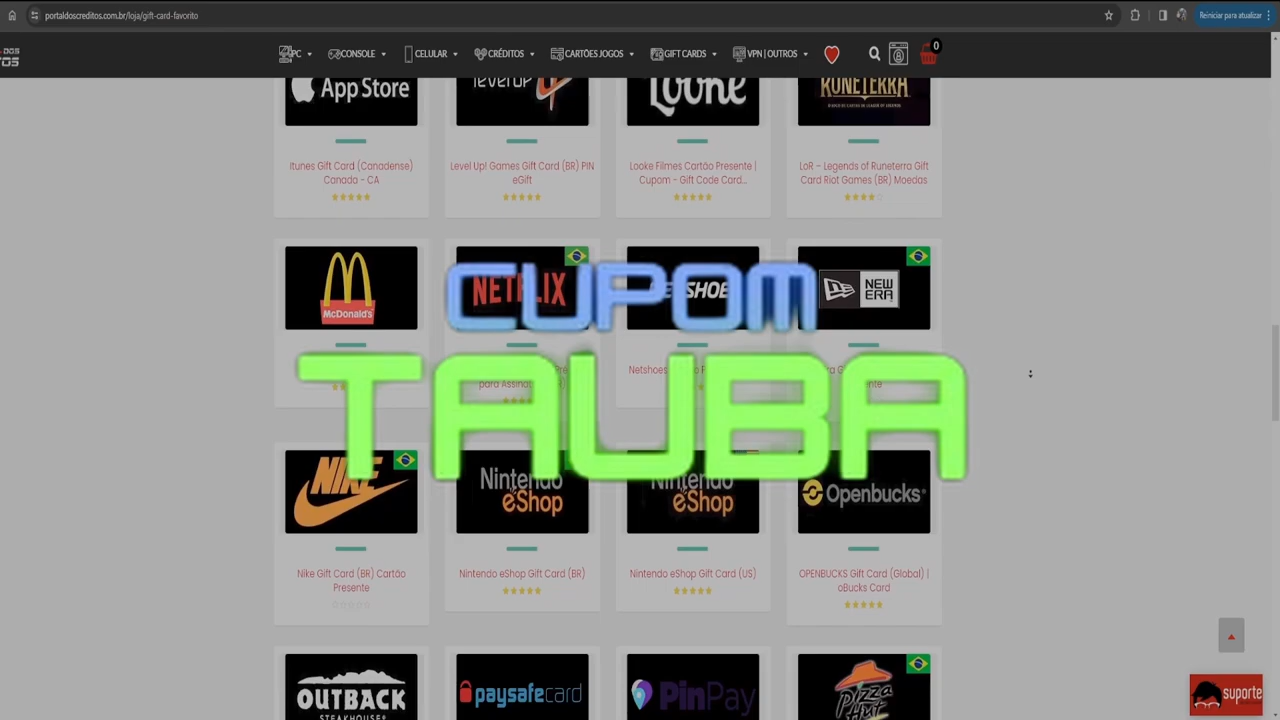 portaldoscreditos.com.br/loja/gift-card-favorito
Reiniciar para atualizar
PC
CONSOLE
CELULAR
CRÉDITOS
CARTÕES JOGOS
GIFT CARDS
VPN | OUTROS
0
App Store
LEVEL UP
Looke
RUNETERRA
Itunes Gift Card (Canadense)
Canada - CA
Level Up! Games Gift Card (BR) PIN
eGift
Looke Filmes Cartão Presente |
Cupom - Gift Code Card...
LoR – Legends of Runeterra Gift
Card Riot Games (BR) Moedas
McDonald's
NETFLIX
NEW
ERA
CUPOM
TAUBA
Netshoes
para
NIKE
Nintendo
eShop
Nintendo
eShop
Openbucks
Nike Gift Card (BR) Cartão
Presente
Nintendo eShop Gift Card (BR)
Nintendo eShop Gift Card (US)
OPENBUCKS Gift Card (Global) |
oBucks Card
OUTBACK
STEAKHOUSE
paysafecard
PinPay
Pizza
Hut
suporte